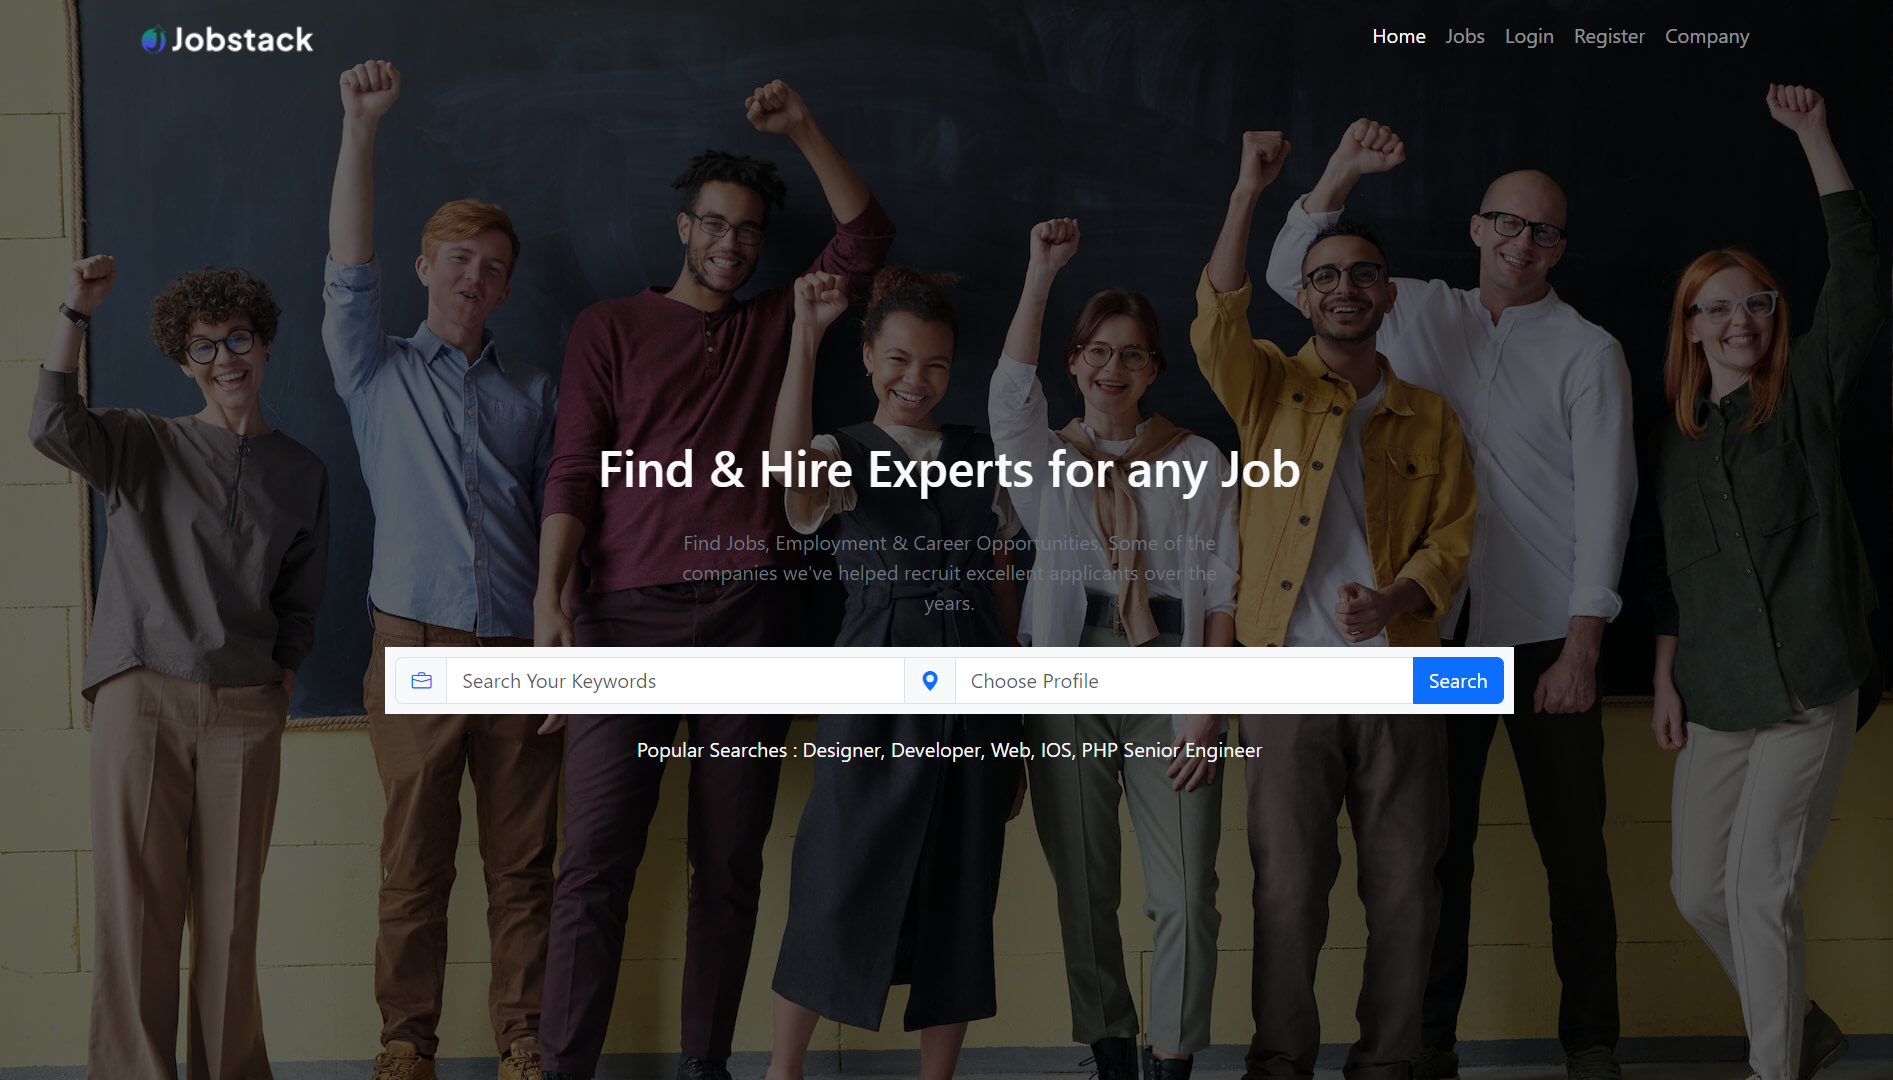 Jobstack
Home Jobs Login Register Company
Find & Hire Experts for any Job
Find Jobs, Employment & Career Opportunities. Some of the
companies we've helped recruit excellent applicants over the
years.
Search Your Keywords Choose Profile Search
Popular Searches : Designer, Developer, Web, IOS, PHP Senior Engineer